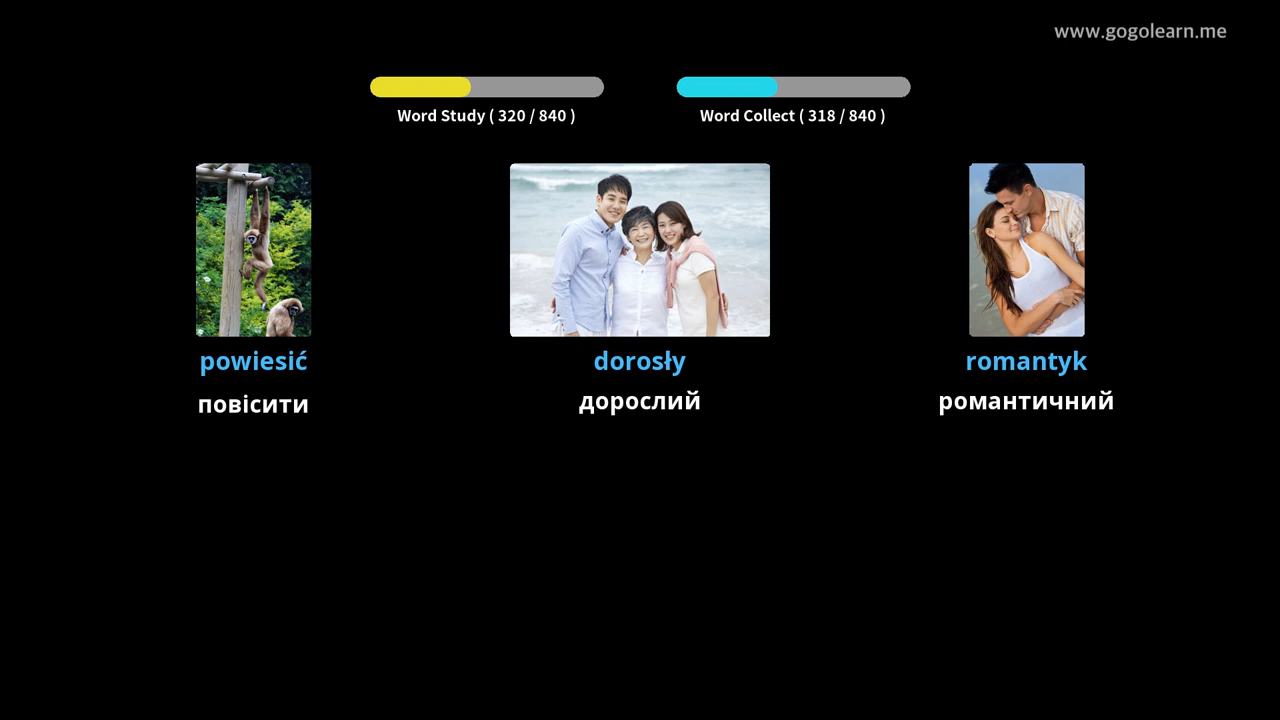 www.gogolearn.me
Word Study ( 320 / 840 )
Word Collect ( 318 / 840 )
powiesić
dorosły
romantyk
повісити
дорослий
романтичний